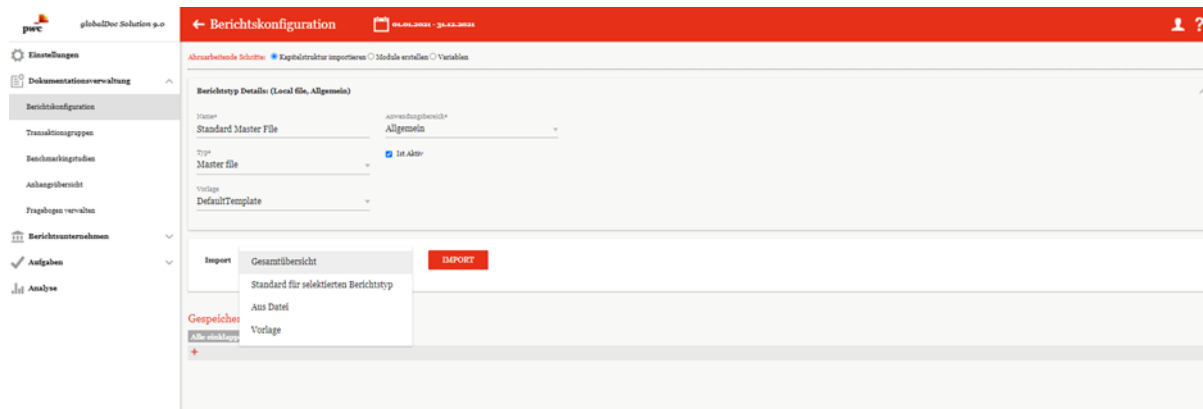 pwc
globalDoc Solution 9.0
← Berichtskonfiguration
01.01.2021 - 31.12.2021
?
Einstellungen
Dokumentationsverwaltung
Berichtskonfiguration
Transaktionsgruppen
Benchmarkingstudien
Anhangsübersicht
Fragebogen verwalten
Berichtsunternehmen
Aufgaben
Analyse
Abzuarbeitende Schritte: Kapitelstruktur importieren Module erstellen Variablen
Berichtstyp Details: (Local file, Allgemein)
Name*
Standard Master File
Anwendungsbereich*
Allgemein
Typ*
Master file
Ist Aktiv
Vorlage
DefaultTemplate
Import
Gesamtübersicht
IMPORT
Standard für selektierten Berichtstyp
Aus Datei
Vorlage
Gespeicher
Alle einklapp
+